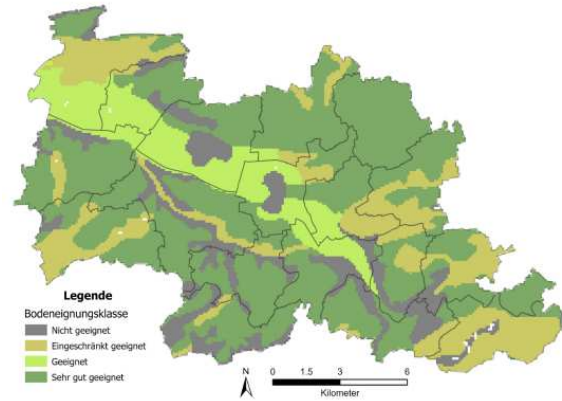 Legende
Bodeneignungsklasse
Nicht geeignet
Eingeschränkt geeignet
Geeignet
Sehr gut geeignet
N
0 1.5 3 6
Kilometer